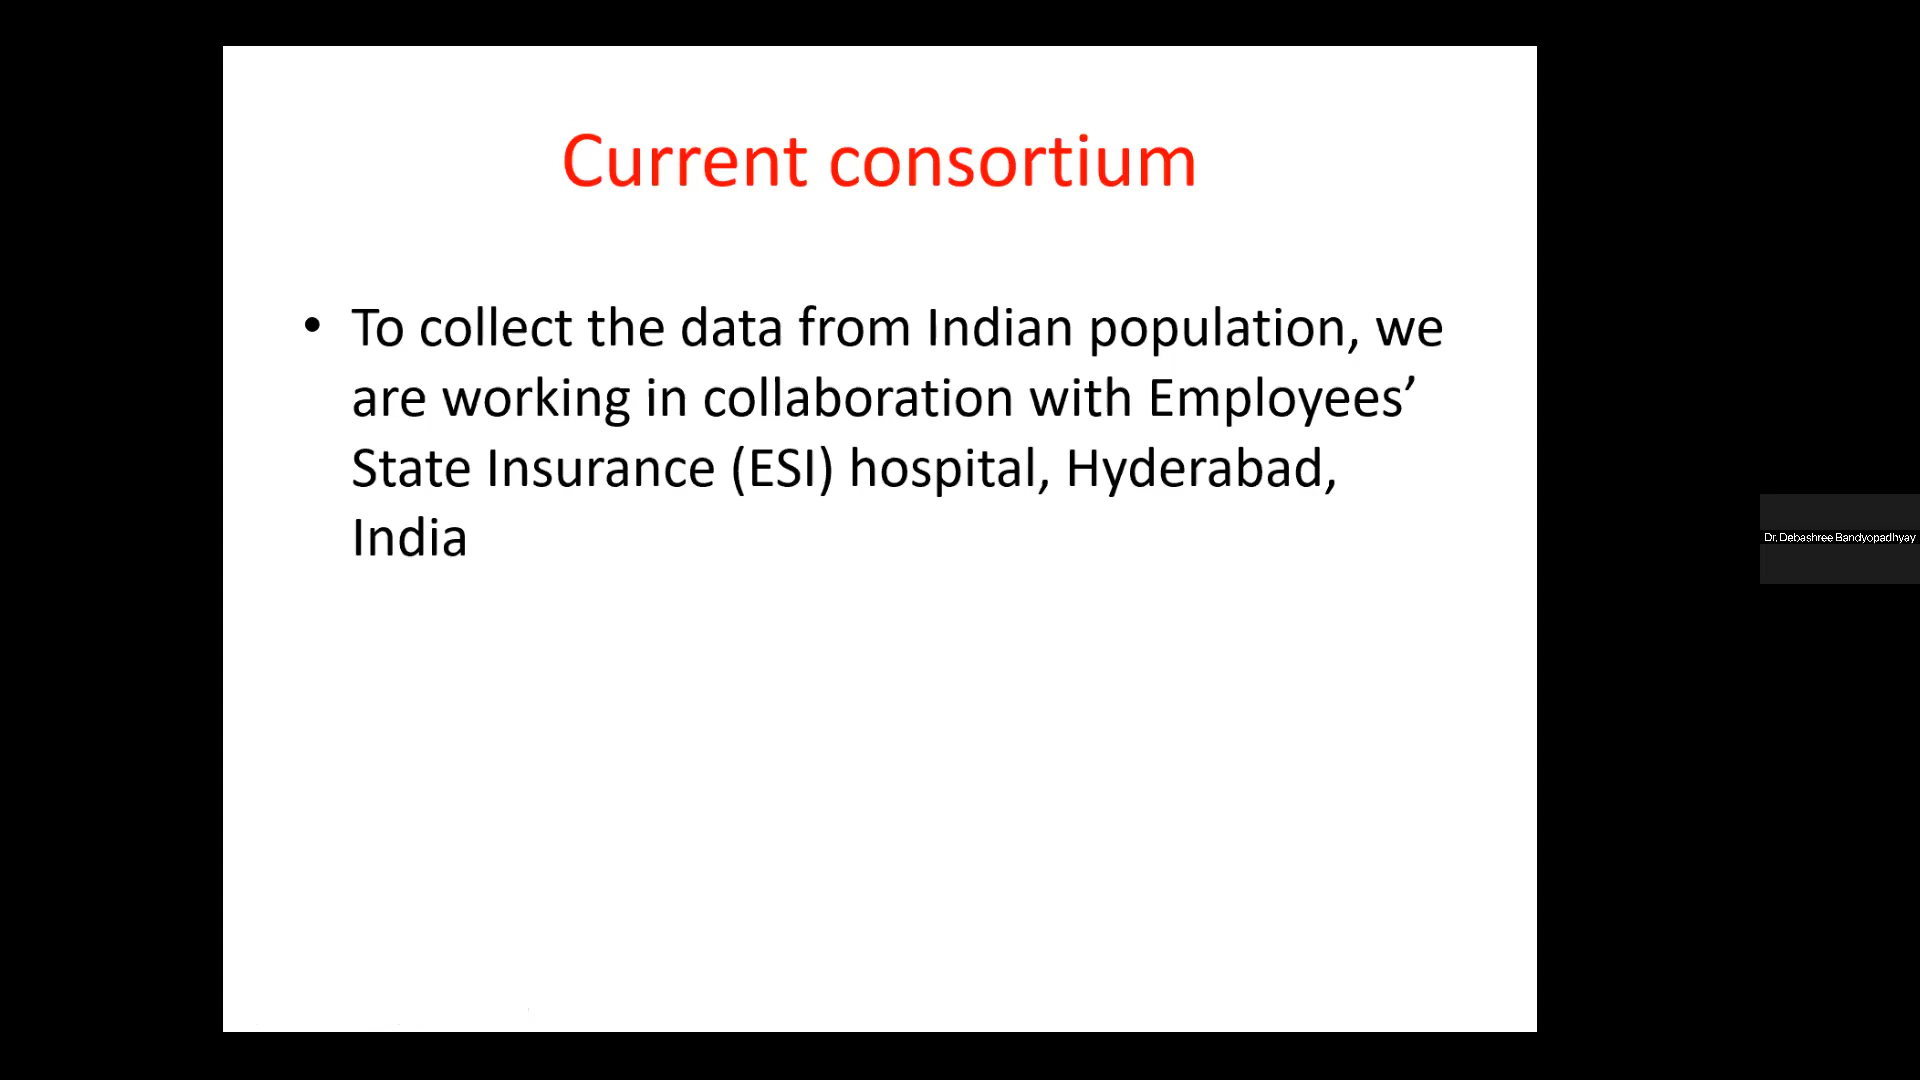 Current consortium
• To collect the data from Indian population, we
are working in collaboration with Employees’
State Insurance (ESI) hospital, Hyderabad,
India
Dr. Debashree Bandyopadhyay